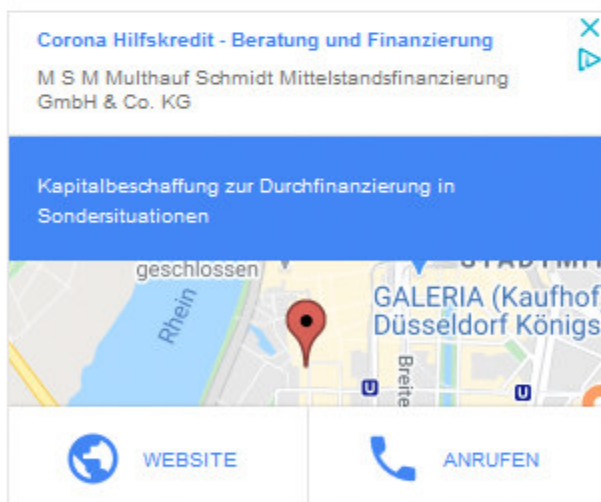 Corona Hilfskredit - Beratung und Finanzierung
M S M Multhauf Schmidt Mittelstandsfinanzierung
GmbH & Co. KG
Kapitalbeschaffung zur Durchfinanzierung in
Sondersituationen
geschlossen
Rhein
GALERIA (Kaufhof
Düsseldorf Königs
Breite
U
U
WEBSITE
ANRUFEN